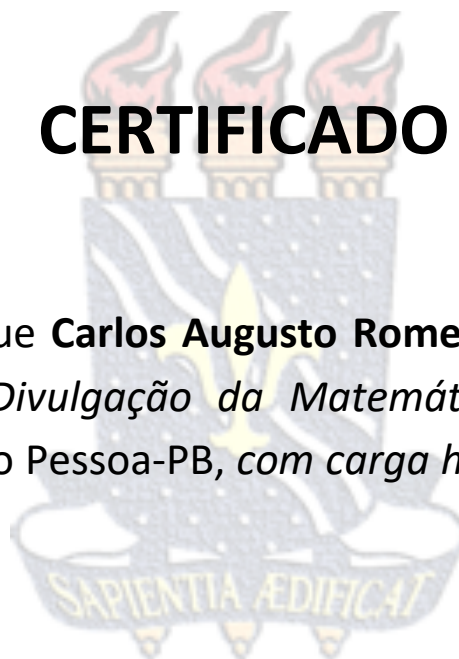 CERTIFICADO
ue Carlos Augusto Rome
Divulgação da Matemát
o Pessoa-PB, com carga h
SAPIENTIA ÆDIFICAT